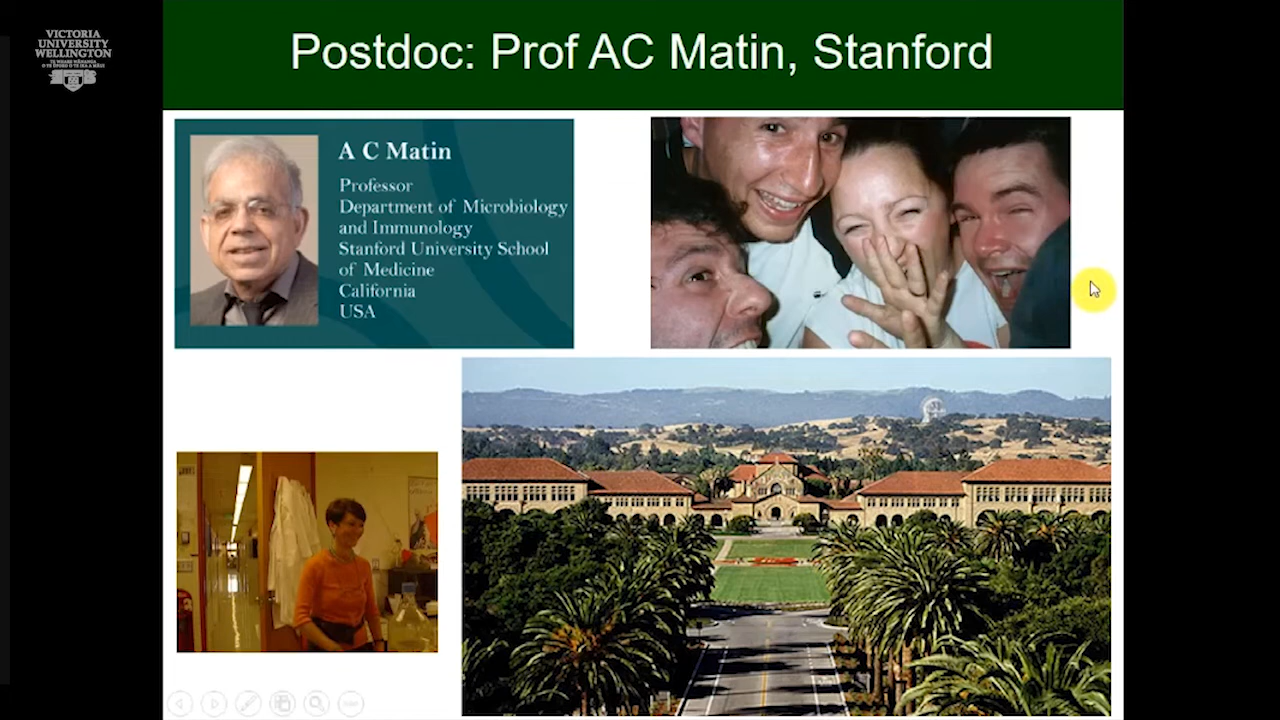 VICTORIA
UNIVERSITY
WELLINGTON
Postdoc: Prof AC Matin, Stanford
A C Matin
Professor
Department of Microbiology
and Immunology
Stanford University School
of Medicine
California
USA